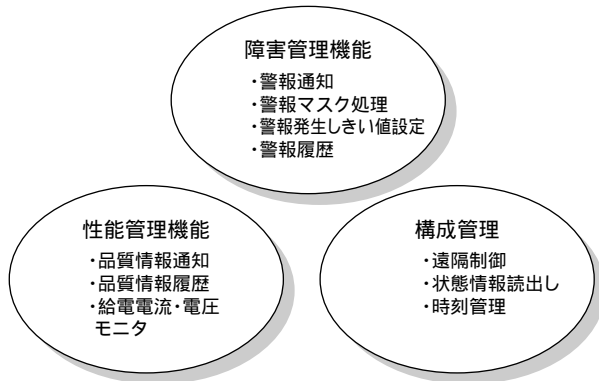 障害管理機能
・警報通知
・警報マスク処理
・警報発生しきい値設定
・警報履歴
性能管理機能
・品質情報通知
・品質情報履歴
・給電電流・電圧
モニタ
構成管理
・遠隔制御
・状態情報読出し
・時刻管理